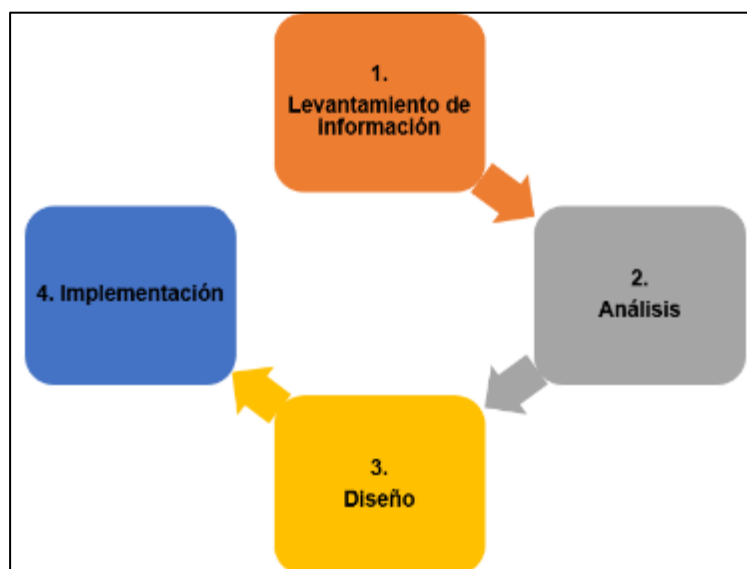 1.
Levantamiento de
información
2.
Análisis
3.
Diseño
4. Implementación